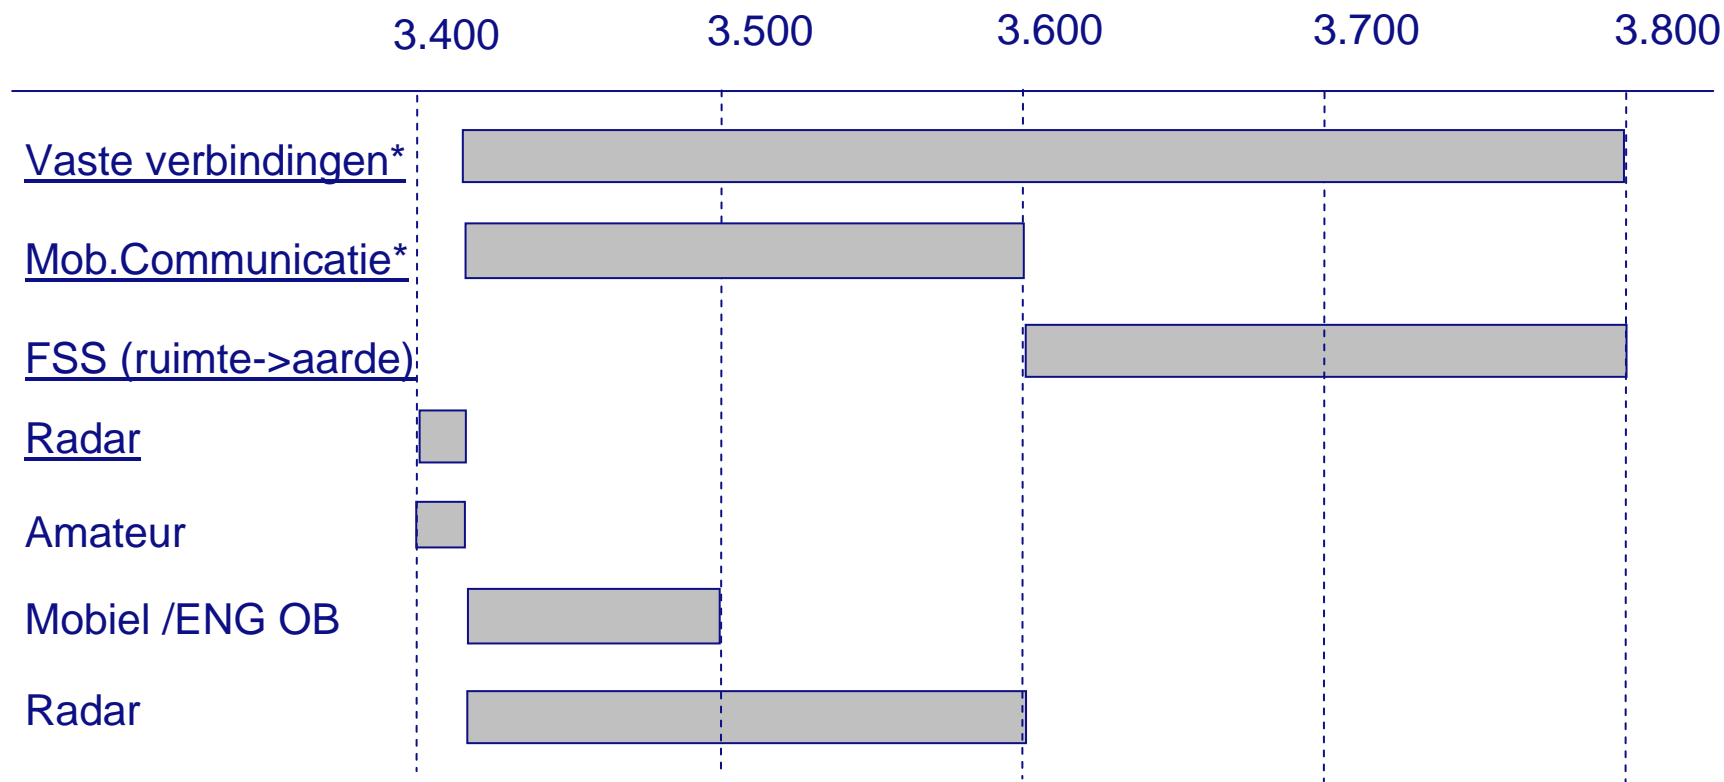 3.400 3.500 3.600 3.700 3.800
Vaste verbindingen*
Mob.Communicatie*
FSS (ruimte->aarde)
Radar
Amateur
Mobiel /ENG OB
Radar